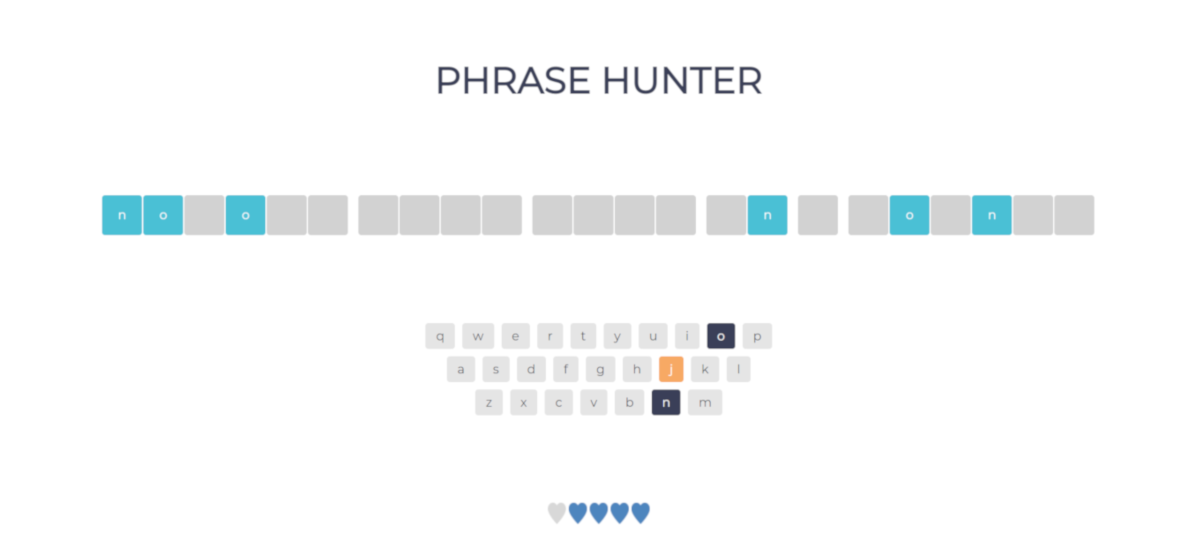 PHRASE HUNTER
n o o n o n
q w e r t y u i o p
a s d f g h j k l
z x c v b n m